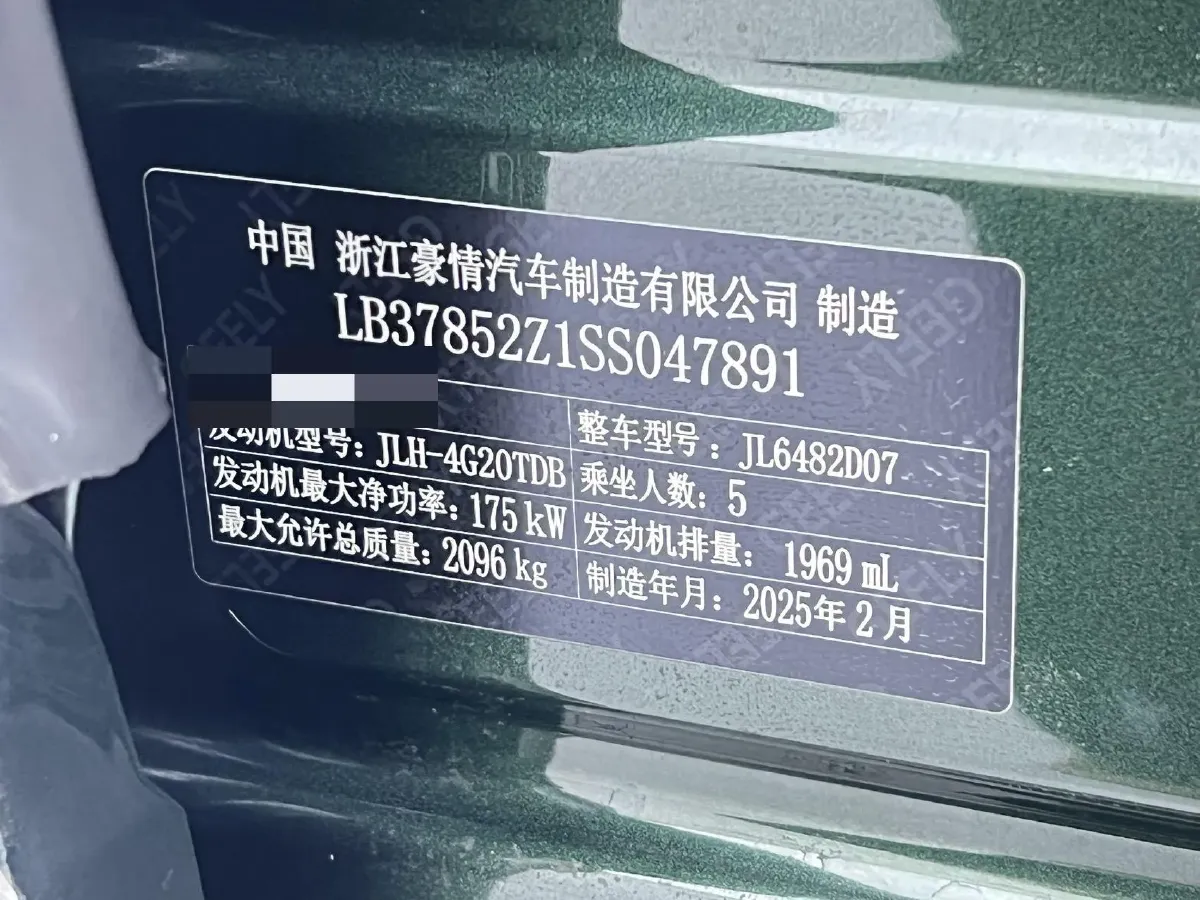 中国 浙江豪情汽车制造有限公司 制造
LB37852Z1SS047891
发动机型号: JLH-4G20TDB
整车型号: JL6482D07
发动机最大净功率: 175 kW
乘坐人数: 5
最大允许总质量: 2096 kg
发动机排量: 1969 mL
制造年月: 2025年2月